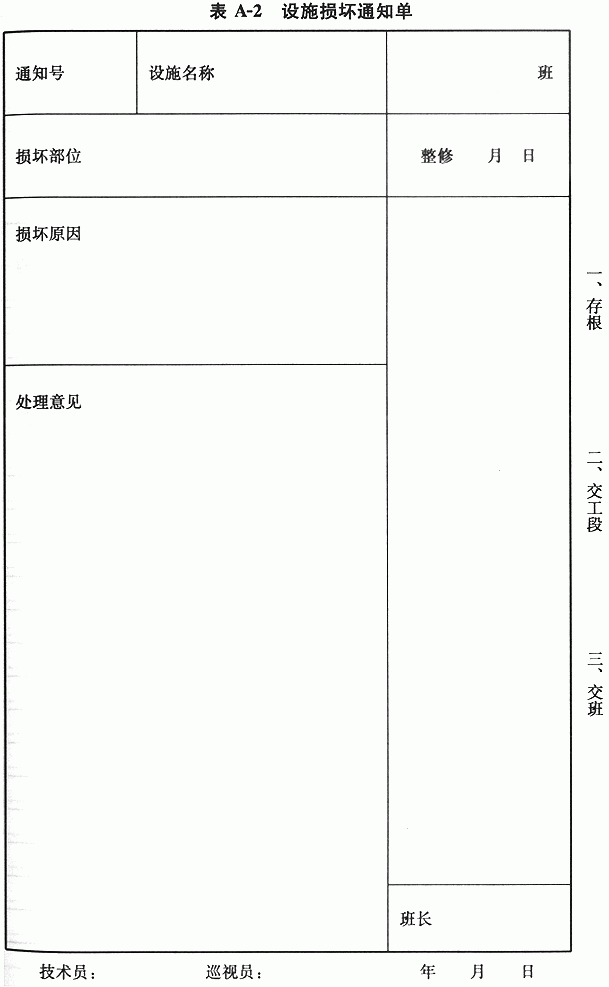 表 A-2 设施损坏通知单
通知号 设施名称 班
损坏部位 整修 月 日
损坏原因
处理意见
班长
技术员： 巡视员： 年 月 日
一、存根
二、交工段
三、交班